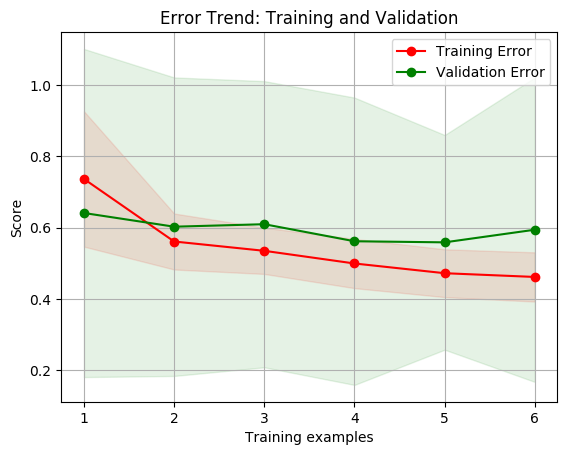 Error Trend: Training and Validation
Training Error
Validation Error
Score
1.0
0.8
0.6
0.4
0.2
1 2 3 4 5 6
Training examples